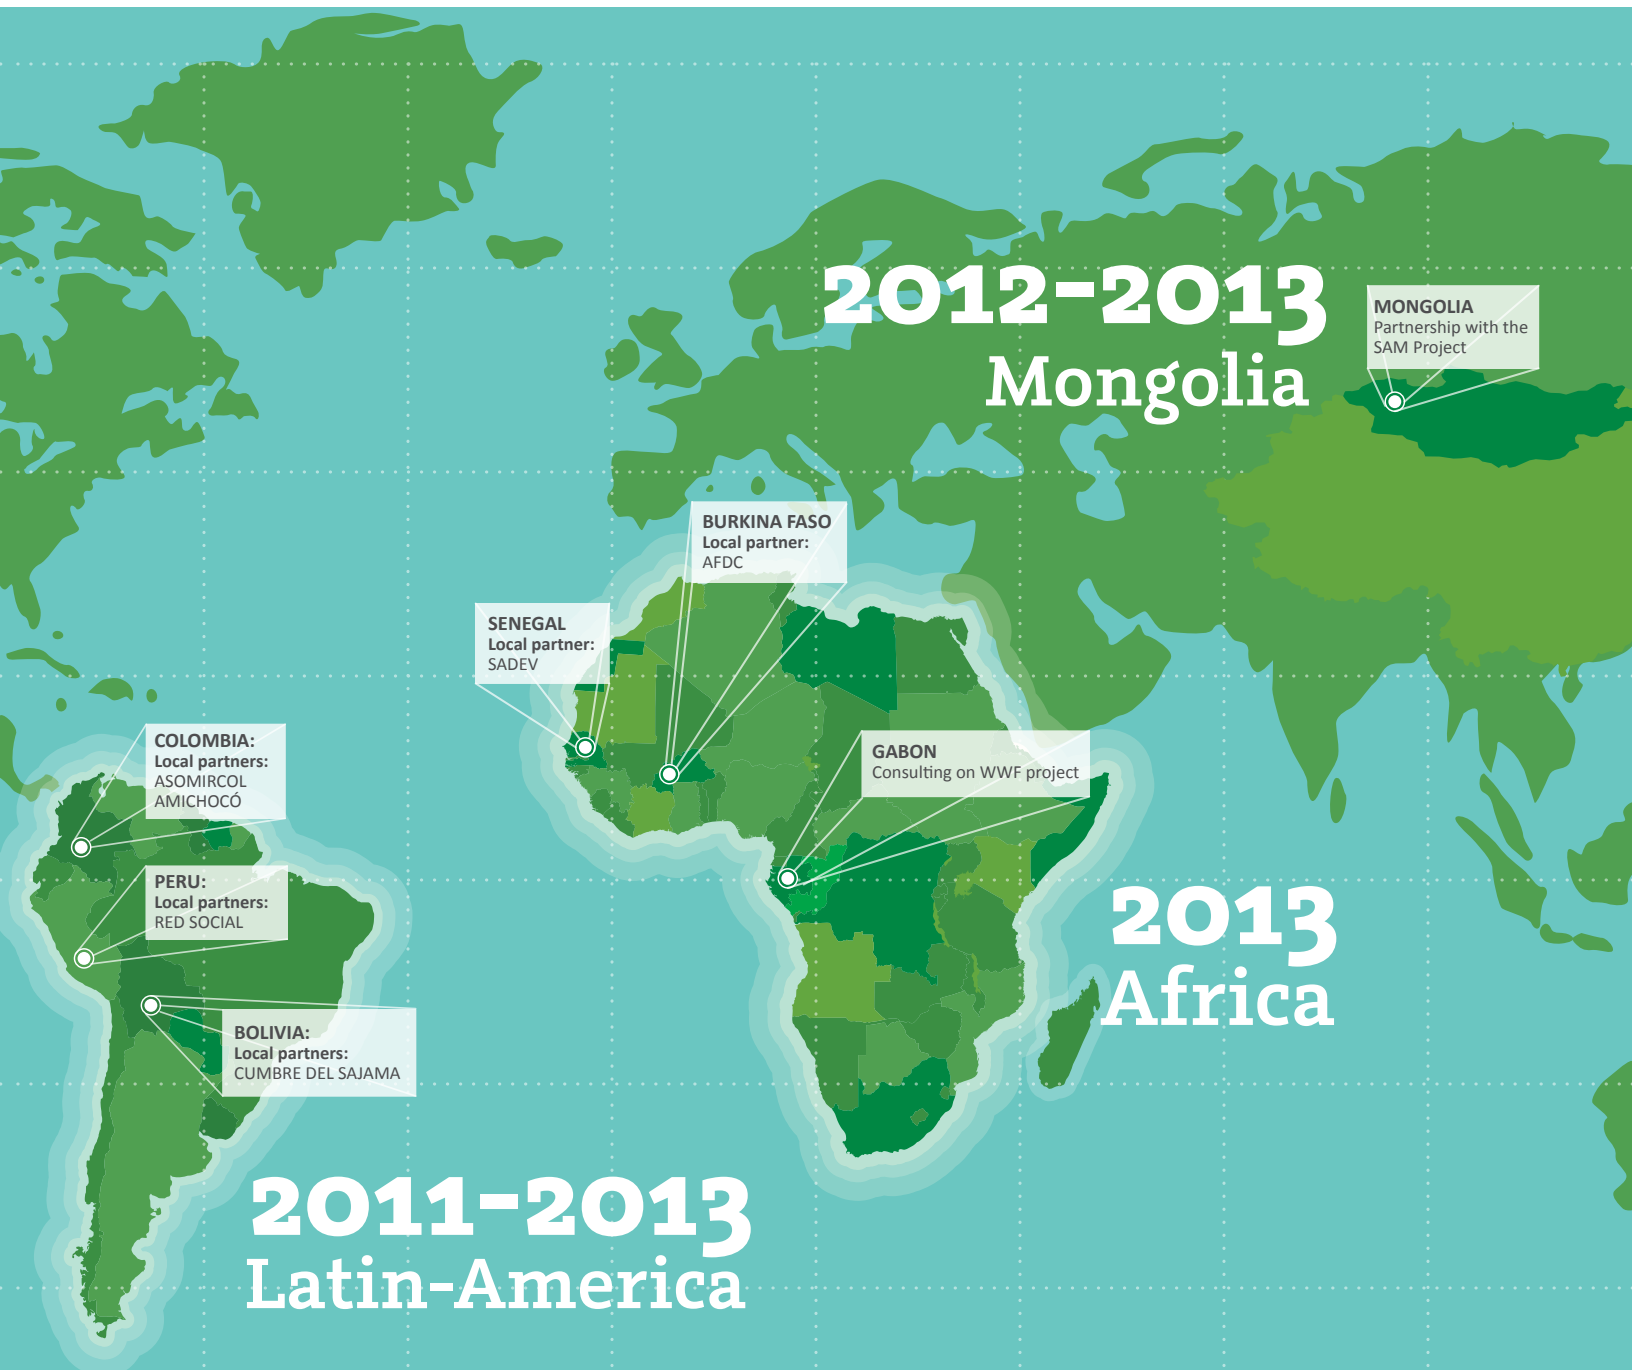 2012-2013
Mongolia
MONGOLIA
Partnership with the
SAM Project
BURKINA FASO
Local partner:
AFDC
SENEGAL
Local partner:
SADEV
GABON
Consulting on WWF project
COLOMBIA:
Local partners:
ASOMIRCOL
AMICHOCÓ
PERU:
Local partners:
RED SOCIAL
BOLIVIA:
Local partners:
CUMBRE DEL SAJAMA
2013
Africa
2011-2013
Latin-America